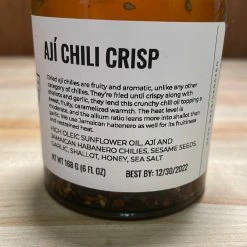 AJÍ CHILI CRISP
Dried ají chilies are fruity and aromatic, unlike any other
category of chilies. They're fried until crispy along with
shallots and garlic, they lend this crunchy chili oil topping a
sweet, fruity, caramelized warmth. The heat level is
moderate, and the allium ratio leans more into shallot than
garlic. We use Jamaican habanero as well for its fruitiness
and restrained heat.
HIGH OLEIC SUNFLOWER OIL, AJÍ AND
JAMAICAN HABANERO CHILIES, SESAME SEEDS,
GARLIC, SHALLOT, HONEY, SEA SALT
NET WT 168 G (6 FL OZ) BEST BY: 12/30/2022